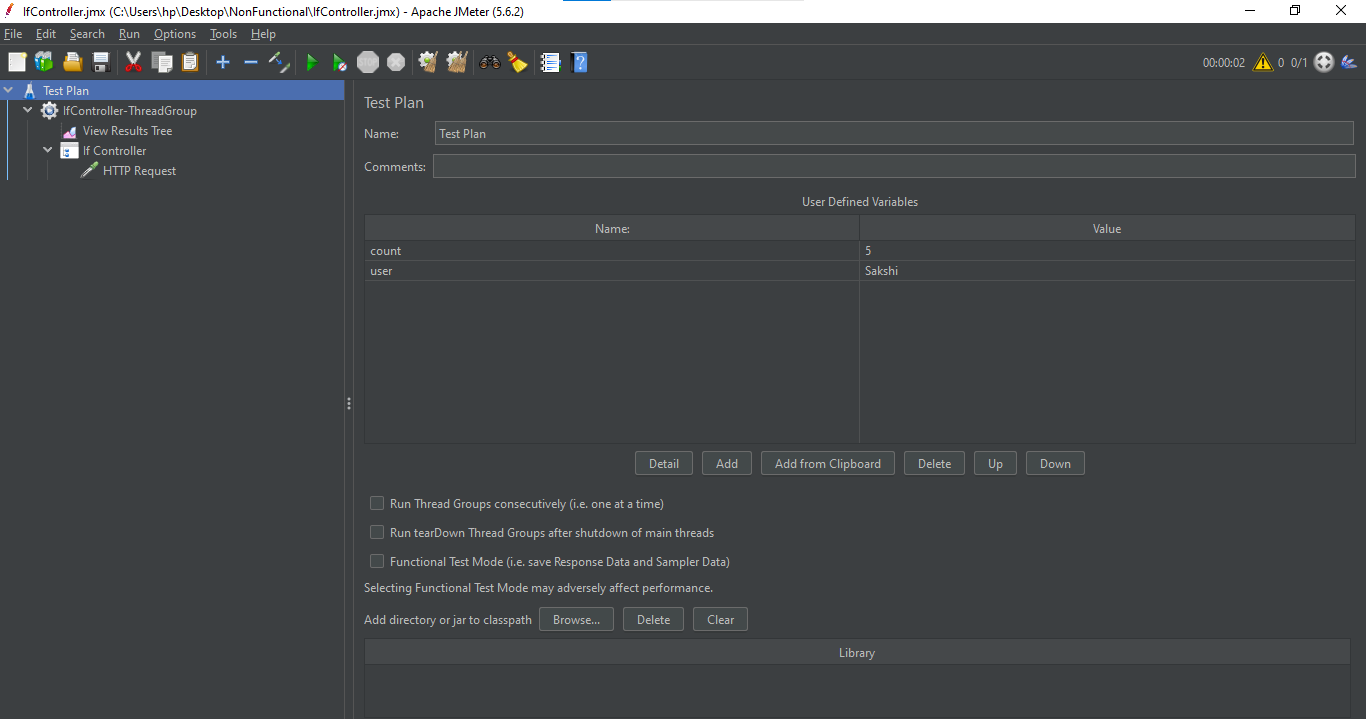 IfController.jmx (C:\Users\hp\Desktop\NonFunctional\IfController.jmx) - Apache JMeter (5.6.2)
File Edit Search Run Options Tools Help
STOP
00:00:02 0 0/1
Test Plan
IfController-ThreadGroup
View Results Tree
If Controller
HTTP Request
Test Plan
Name: Test Plan
Comments:
User Defined Variables
Name: Value
count 5
user Sakshi
Detail Add Add from Clipboard Delete Up Down
Run Thread Groups consecutively (i.e. one at a time)
Run tearDown Thread Groups after shutdown of main threads
Functional Test Mode (i.e. save Response Data and Sampler Data)
Selecting Functional Test Mode may adversely affect performance.
Add directory or jar to classpath Browse... Delete Clear
Library